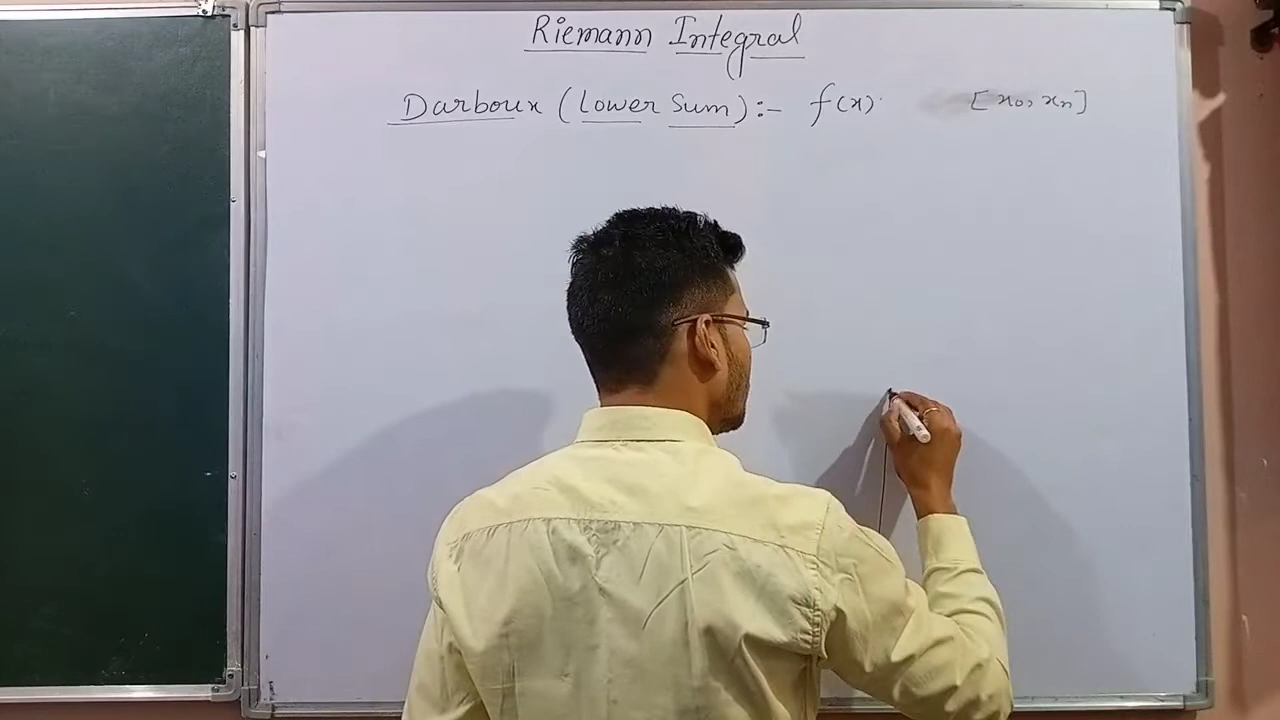 Riemann Integral
Darboux (Lower Sum) :- f(x) [x0, xn]